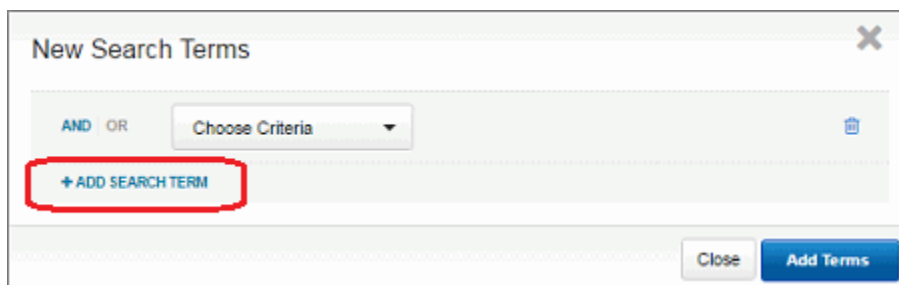 New Search Terms
AND OR Choose Criteria
+ ADD SEARCH TERM
Close Add Terms